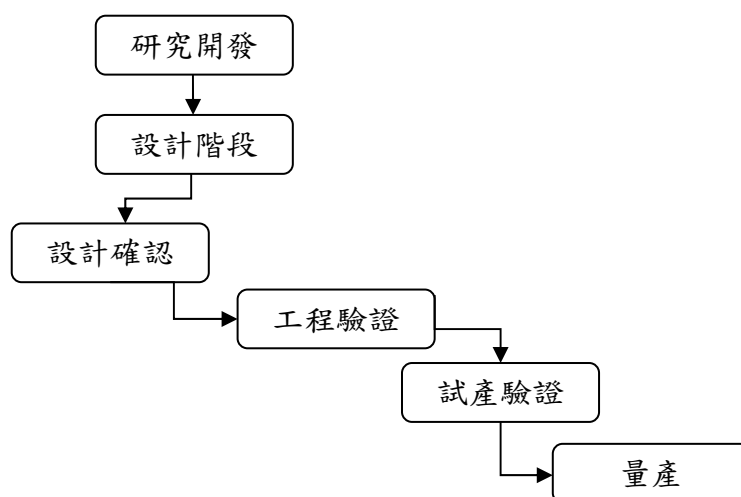 研究開發
設計階段
設計確認
工程驗證
試產驗證
量產